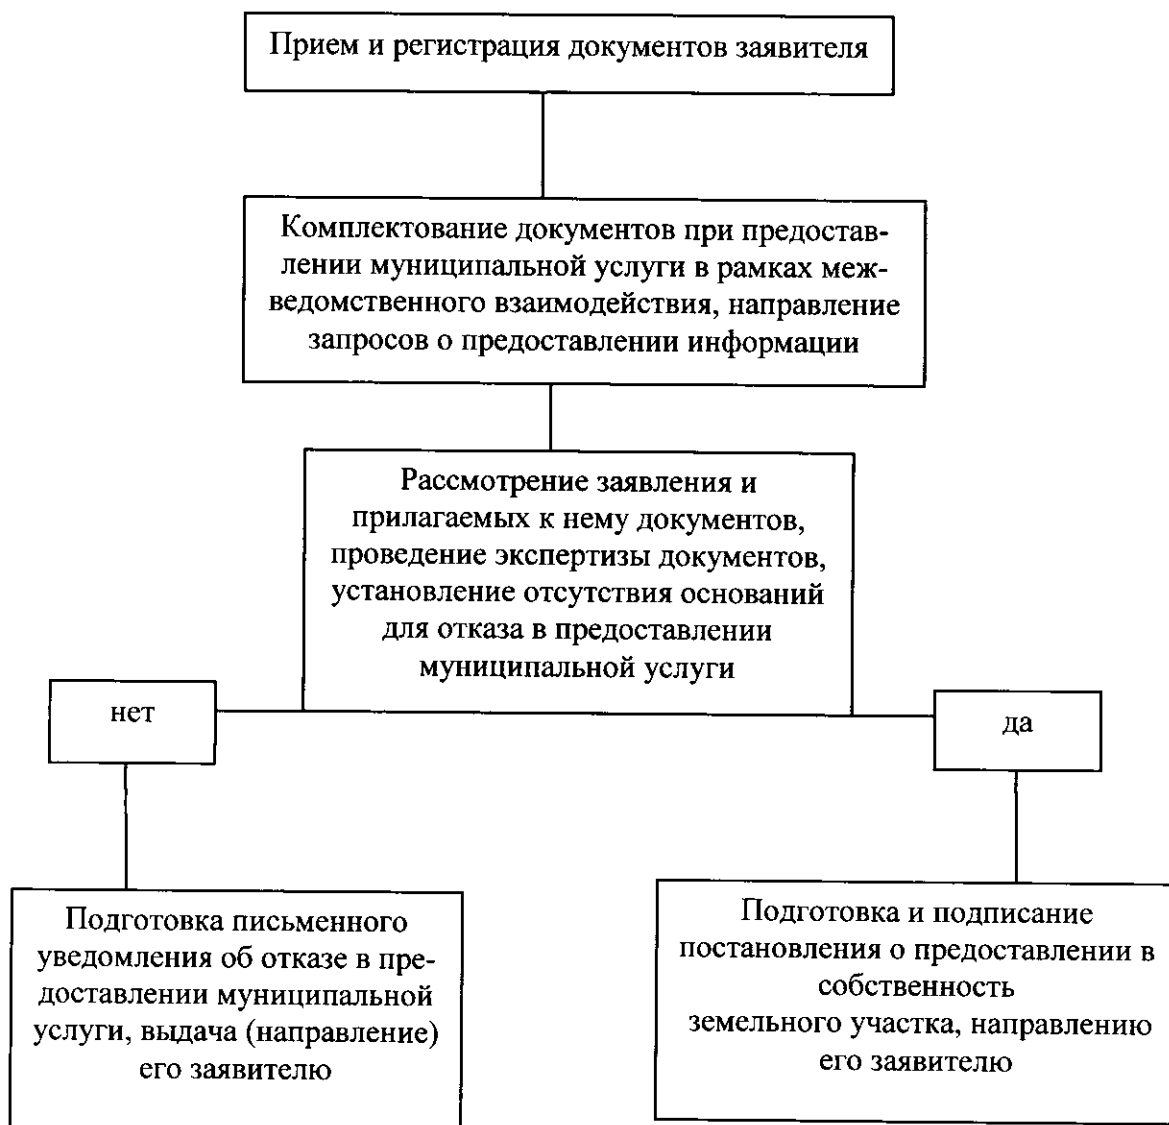 Прием и регистрация документов заявителя
Комплектование документов при предостав-
лении муниципальной услуги в рамках меж-
ведомственного взаимодействия, направление
запросов о предоставлении информации
Рассмотрение заявления и
прилагаемых к нему документов,
проведение экспертизы документов,
установление отсутствия оснований
для отказа в предоставлении
муниципальной услуги
нет
да
Подготовка письменного
уведомления об отказе в пре-
доставлении муниципальной
услуги, выдача (направление)
его заявителю
Подготовка и подписание
постановления о предоставлении в
собственность
земельного участка, направлению
его заявителю